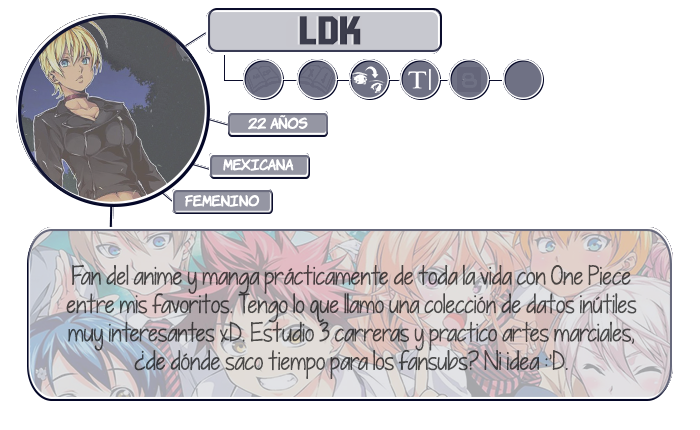 LDK
T|
B
22 AÑOS
MEXICANA
FEMENINO
Fan del anime y manga prácticamente de toda la vida con One Piece
entre mis favoritos. Tengo lo que llamo una colección de datos inútiles
muy interesantes xD. Estudio 3 carreras y practico artes marciales,
¿de dónde saco tiempo para los fansubs? Ni idea :'D.